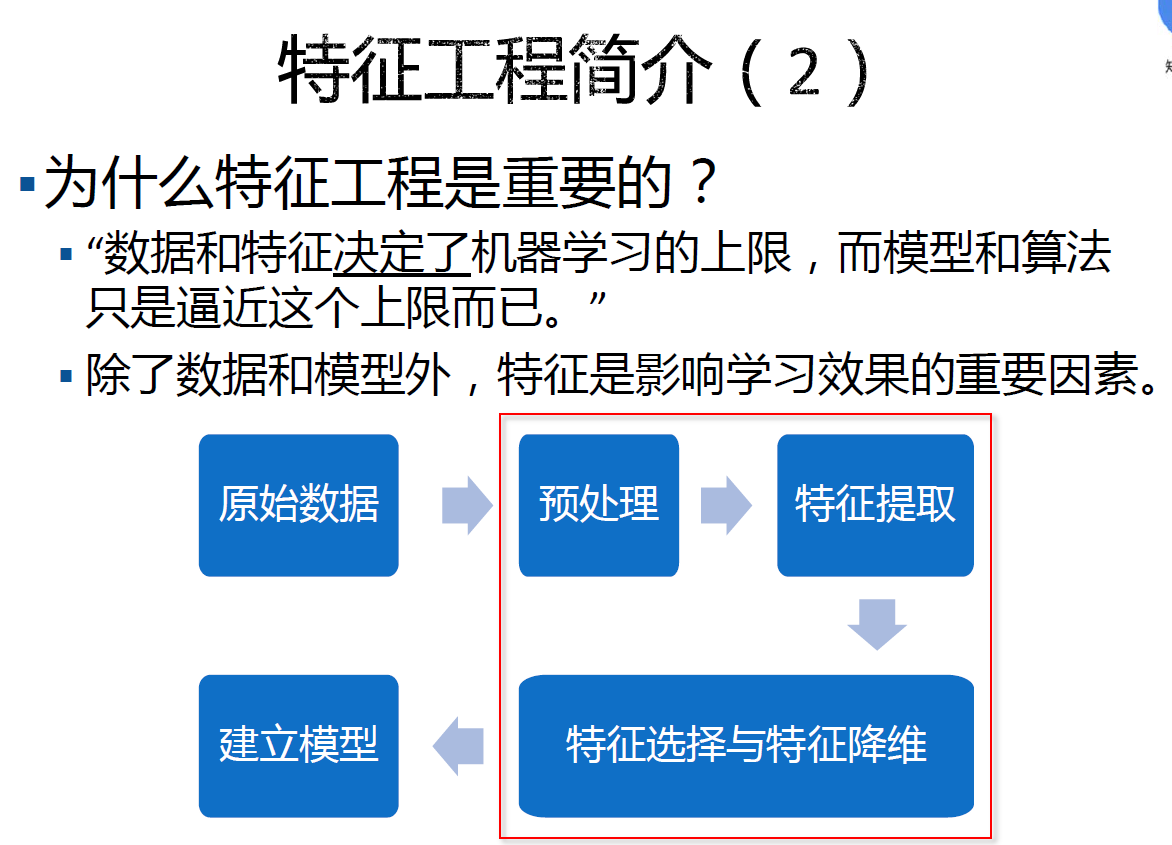 特征工程简介（2）
为什么特征工程是重要的？
“数据和特征决定了机器学习的上限，而模型和算法
只是逼近这个上限而已。”
除了数据和模型外，特征是影响学习效果的重要因素。
原始数据
预处理
特征提取
特征选择与特征降维
建立模型